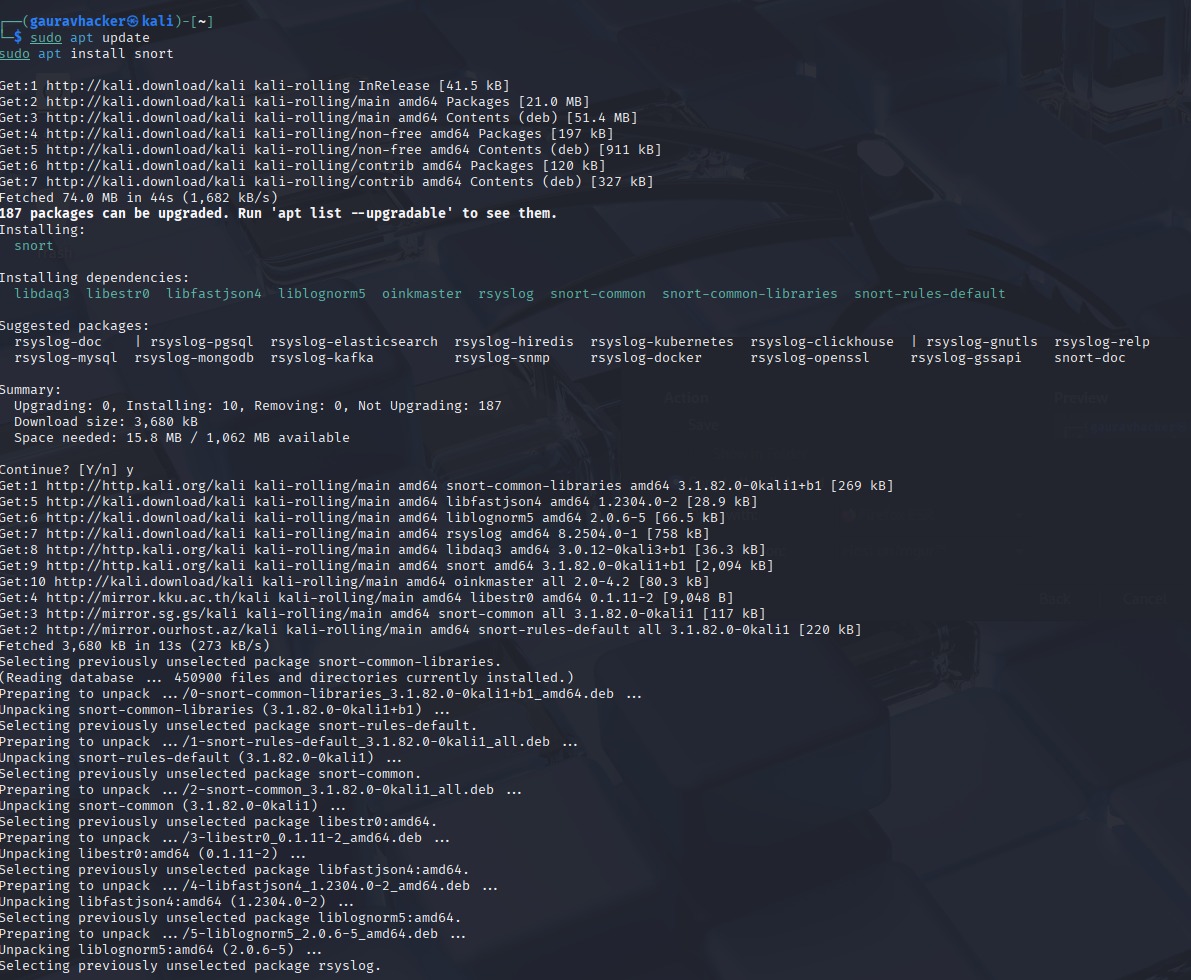 ┌──(gauravhacker㉿kali)-[~]
└─$ sudo apt update
sudo apt install snort
Get:1 http://kali.download/kali kali-rolling InRelease [41.5 kB]
Get:2 http://kali.download/kali kali-rolling/main amd64 Packages [21.0 MB]
Get:3 http://kali.download/kali kali-rolling/main amd64 Contents (deb) [51.4 MB]
Get:4 http://kali.download/kali kali-rolling/non-free amd64 Packages [197 kB]
Get:5 http://kali.download/kali kali-rolling/non-free amd64 Contents (deb) [911 kB]
Get:6 http://kali.download/kali kali-rolling/contrib amd64 Packages [120 kB]
Get:7 http://kali.download/kali kali-rolling/contrib amd64 Contents (deb) [327 kB]
Fetched 74.0 MB in 44s (1,682 kB/s)
187 packages can be upgraded. Run 'apt list --upgradable' to see them.
Installing:
  snort
Installing dependencies:
  libdaq3  libestr0  libfastjson4  liblognorm5  oinkmaster  rsyslog  snort-common  snort-common-libraries  snort-rules-default
Suggested packages:
  rsyslog-doc    | rsyslog-pgsql  rsyslog-elasticsearch  rsyslog-hiredis  rsyslog-kubernetes  rsyslog-clickhouse  | rsyslog-gnutls  rsyslog-relp
  rsyslog-mysql  rsyslog-mongodb  rsyslog-kafka          rsyslog-snmp     rsyslog-docker      rsyslog-openssl     rsyslog-gssapi   snort-doc
Summary:
  Upgrading: 0, Installing: 10, Removing: 0, Not Upgrading: 187
  Download size: 3,680 kB
  Space needed: 15.8 MB / 1,062 MB available
Continue? [Y/n] y
Get:1 http://http.kali.org/kali kali-rolling/main amd64 snort-common-libraries amd64 3.1.82.0-0kali1+b1 [269 kB]
Get:5 http://http.kali.org/kali kali-rolling/main amd64 libfastjson4 amd64 1.2304.0-2 [28.9 kB]
Get:6 http://http.kali.org/kali kali-rolling/main amd64 liblognorm5 amd64 2.0.6-5 [66.5 kB]
Get:7 http://http.kali.org/kali kali-rolling/main amd64 rsyslog amd64 8.2504.0-1 [758 kB]
Get:8 http://http.kali.org/kali kali-rolling/main amd64 libdaq3 amd64 3.0.12-0kali3+b1 [36.3 kB]
Get:9 http://http.kali.org/kali kali-rolling/main amd64 snort amd64 3.1.82.0-0kali1+b1 [2,094 kB]
Get:10 http://kali.download/kali kali-rolling/main amd64 oinkmaster all 2.0-4.2 [80.3 kB]
Get:4 http://mirror.kku.ac.th/kali kali-rolling/main amd64 libestr0 amd64 0.1.11-2 [9,048 B]
Get:3 http://mirror.sg.gs/kali kali-rolling/main amd64 snort-common all 3.1.82.0-0kali1 [117 kB]
Get:2 http://mirror.ourhost.az/kali kali-rolling/main amd64 snort-rules-default all 3.1.82.0-0kali1 [220 kB]
Fetched 3,680 kB in 13s (273 kB/s)
Selecting previously unselected package snort-common-libraries.
(Reading database ... 450900 files and directories currently installed.)
Preparing to unpack .../0-snort-common-libraries_3.1.82.0-0kali1+b1_amd64.deb ...
Unpacking snort-common-libraries (3.1.82.0-0kali1+b1) ...
Selecting previously unselected package snort-rules-default.
Preparing to unpack .../1-snort-rules-default_3.1.82.0-0kali1_all.deb ...
Unpacking snort-rules-default (3.1.82.0-0kali1) ...
Selecting previously unselected package snort-common.
Preparing to unpack .../2-snort-common_3.1.82.0-0kali1_all.deb ...
Unpacking snort-common (3.1.82.0-0kali1) ...
Selecting previously unselected package libestr0:amd64.
Preparing to unpack .../3-libestr0_0.1.11-2_amd64.deb ...
Unpacking libestr0:amd64 (0.1.11-2) ...
Selecting previously unselected package libfastjson4:amd64.
Preparing to unpack .../4-libfastjson4_1.2304.0-2_amd64.deb ...
Unpacking libfastjson4:amd64 (1.2304.0-2) ...
Selecting previously unselected package liblognorm5:amd64.
Preparing to unpack .../5-liblognorm5_2.0.6-5_amd64.deb ...
Unpacking liblognorm5:amd64 (2.0.6-5) ...
Selecting previously unselected package rsyslog.
Action
Preview
Save
Cancel